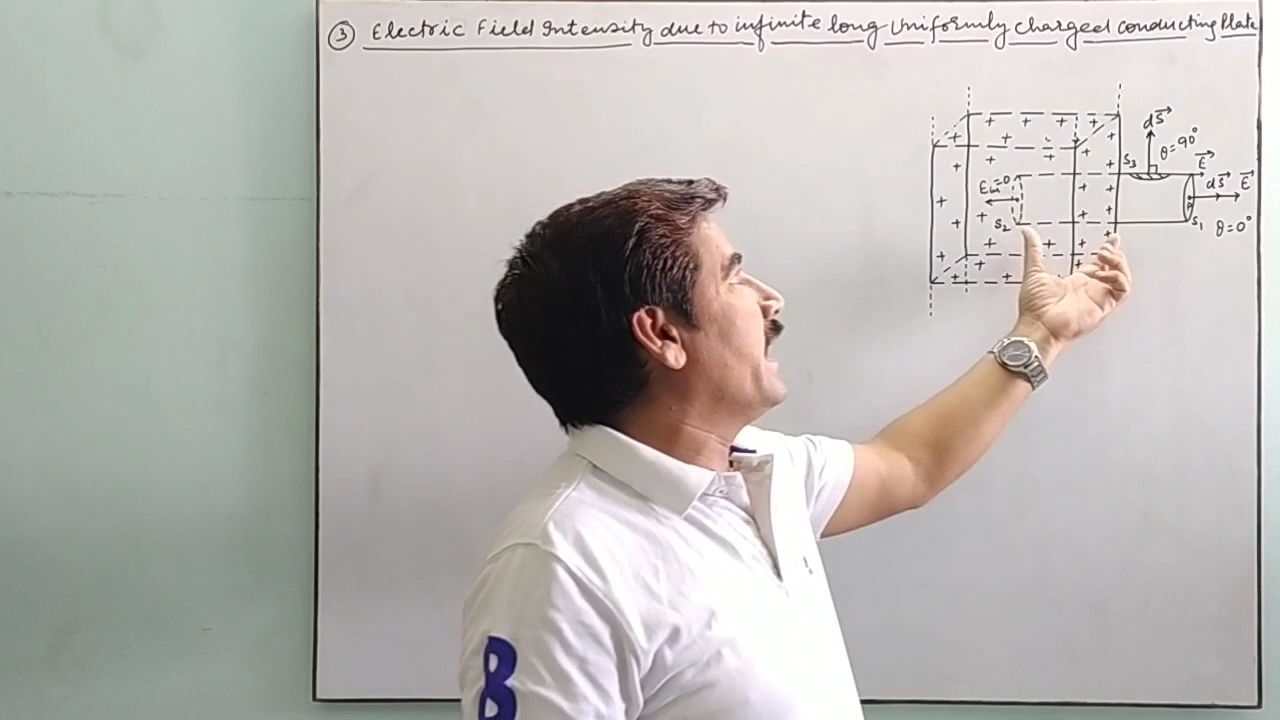 ③ Electric Field Intensity due to infinite long Uniformly charged conducting Plate
dS
θ=90°
S3
E
dS E
Ein=0
P
S2
S1
θ=0°
B